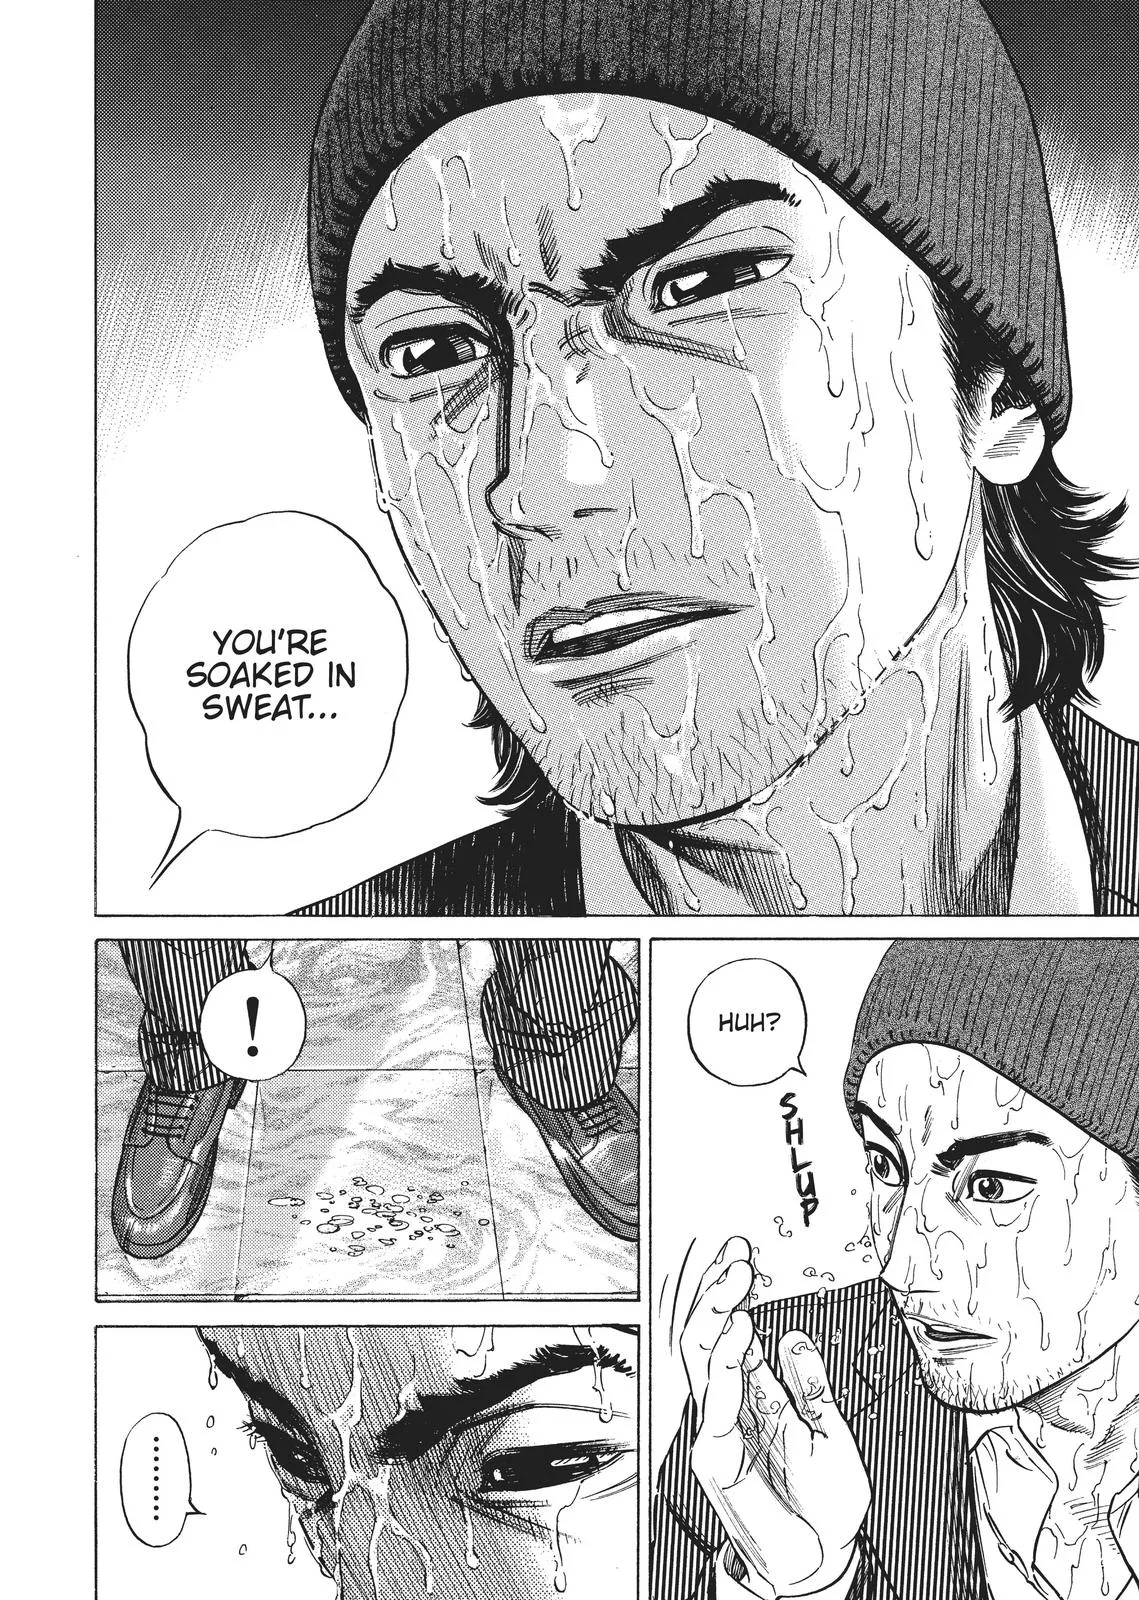 YOU'RE
SOAKED IN
SWEAT...
HUH?
SHLUP
!
.........